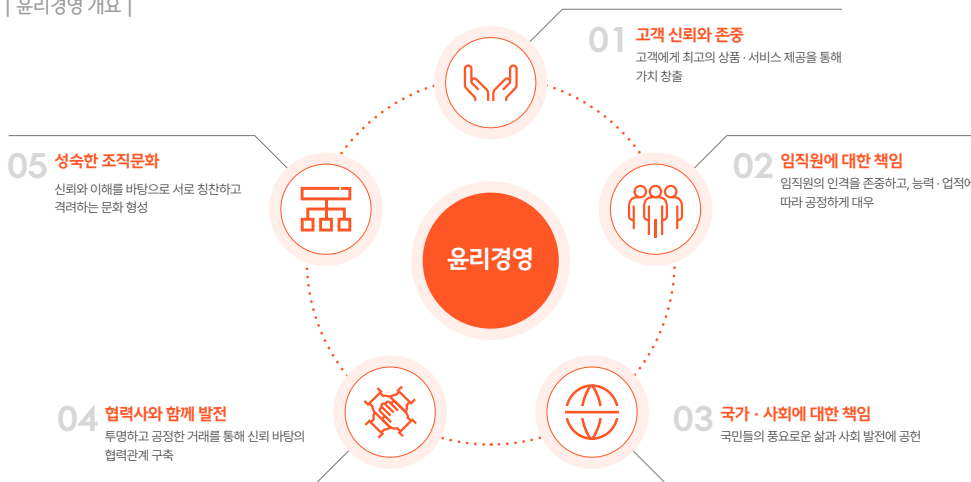 | 윤리경영 개요 |
01 고객 신뢰와 존중
고객에게 최고의 상품 · 서비스 제공을 통해
가치 창출
02 임직원에 대한 책임
임직원의 인격을 존중하고, 능력 · 업적에
따라 공정하게 대우
03 국가 · 사회에 대한 책임
국민들의 풍요로운 삶과 사회 발전에 공헌
04 협력사와 함께 발전
투명하고 공정한 거래를 통해 신뢰 바탕의
협력관계 구축
05 성숙한 조직문화
신뢰와 이해를 바탕으로 서로 칭찬하고
격려하는 문화 형성
윤리경영